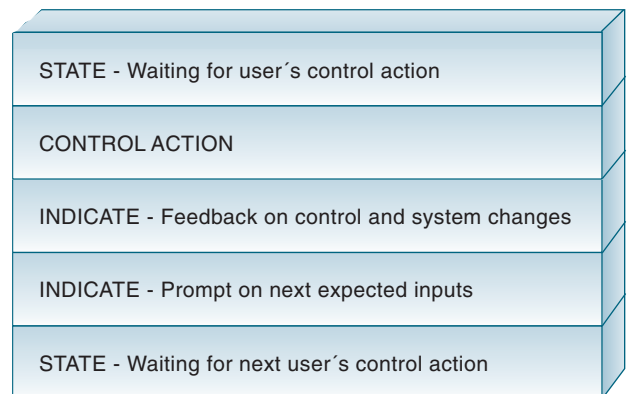 STATE - Waiting for user´s control action
CONTROL ACTION
INDICATE - Feedback on control and system changes
INDICATE - Prompt on next expected inputs
STATE - Waiting for next user´s control action